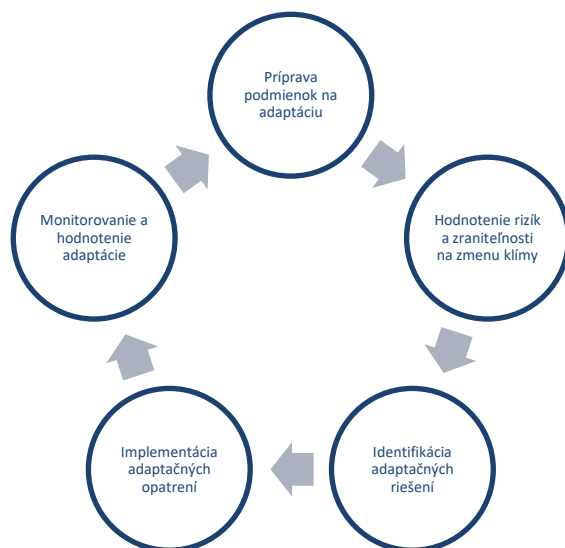 Príprava
podmienok na
adaptáciu
Hodnotenie rizík
a zraniteľnosti
na zmenu klímy
Identifikácia
adaptačných
riešení
Implementácia
adaptačných
opatrení
Monitorovanie a
hodnotenie
adaptácie